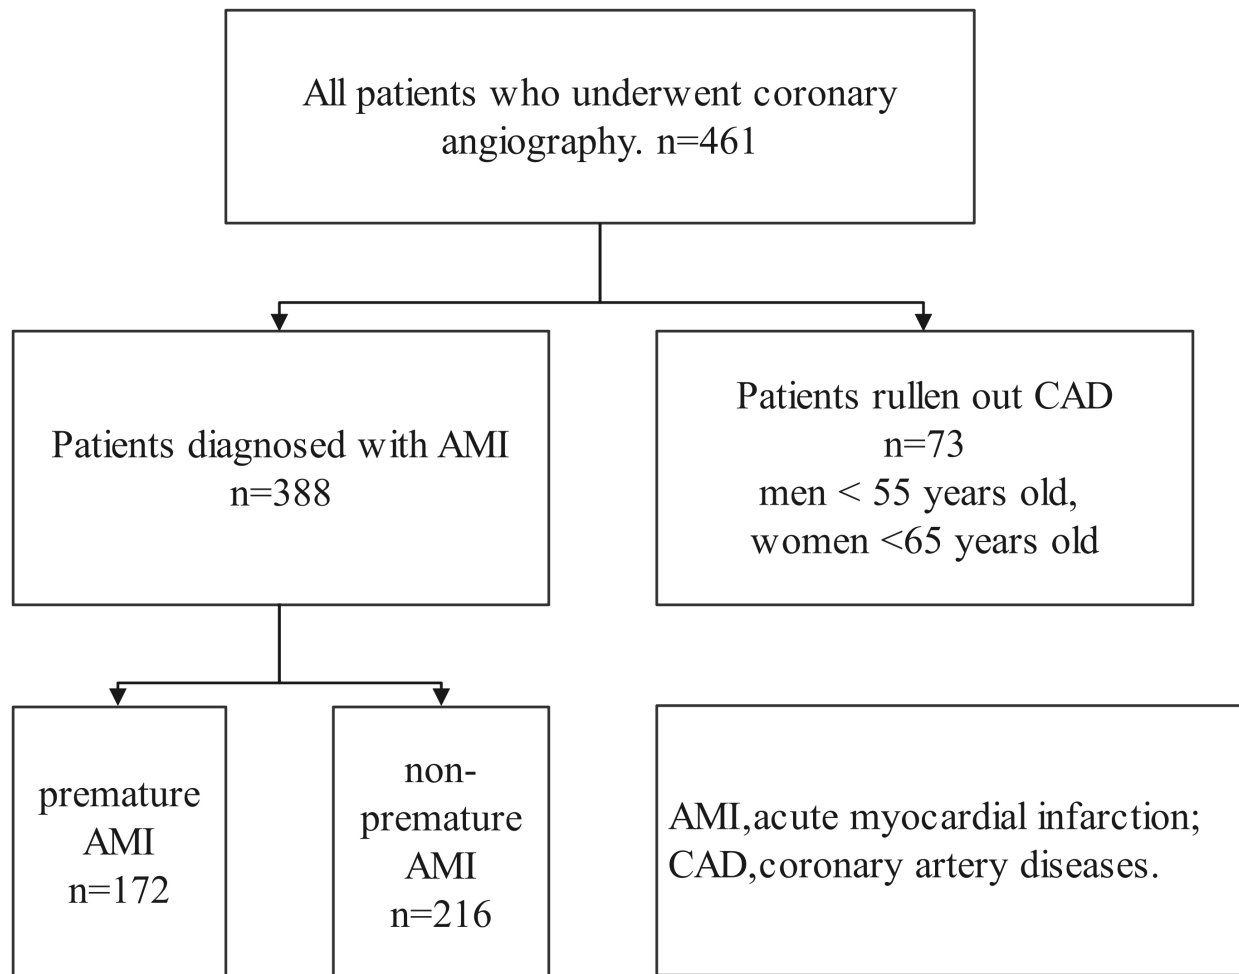 All patients who underwent coronary
angiography. n=461
Patients diagnosed with AMI
n=388
Patients rullen out CAD
n=73
men < 55 years old,
women <65 years old
premature
AMI
n=172
non-
premature
AMI
n=216
AMI,acute myocardial infarction;
CAD,coronary artery diseases.